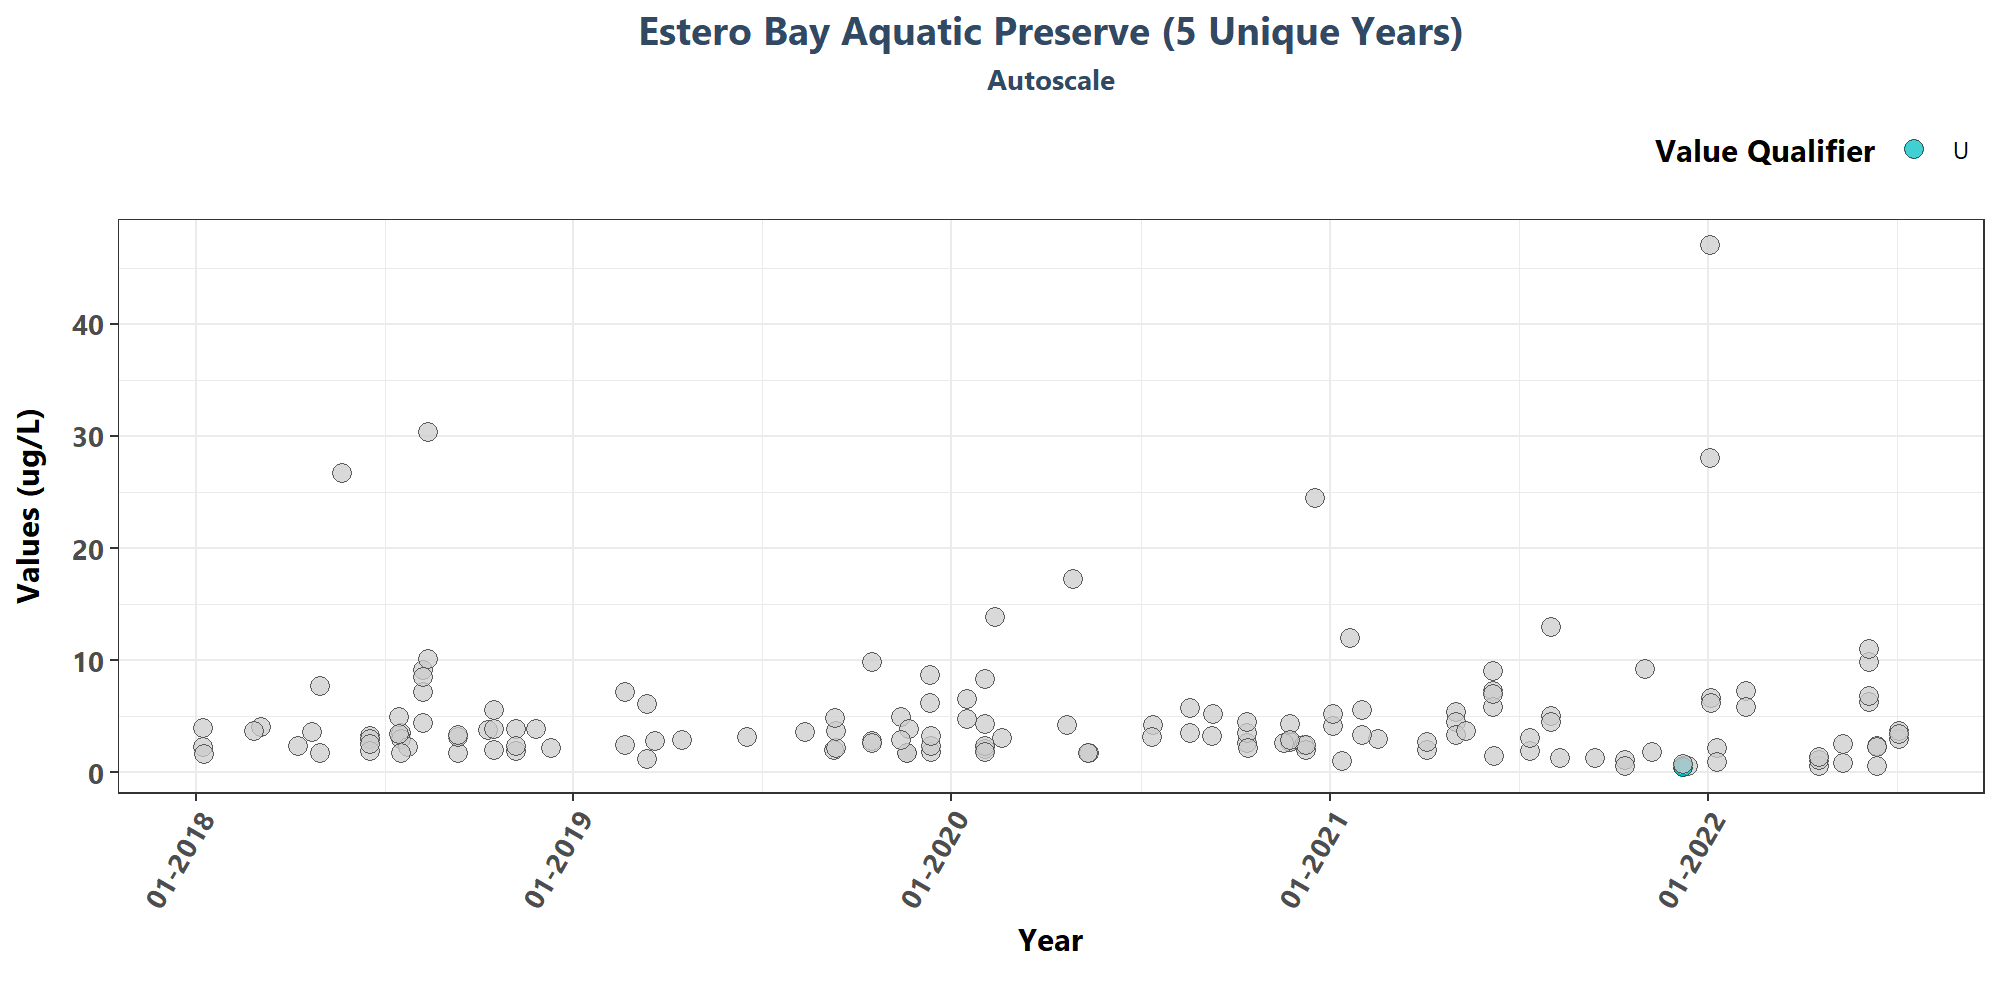 Estero Bay Aquatic Preserve (5 Unique Years)
Autoscale
Value Qualifier U
Values (ug/L)
40
30
20
10
0
01-2018 01-2019 01-2020 01-2021 01-2022
Year